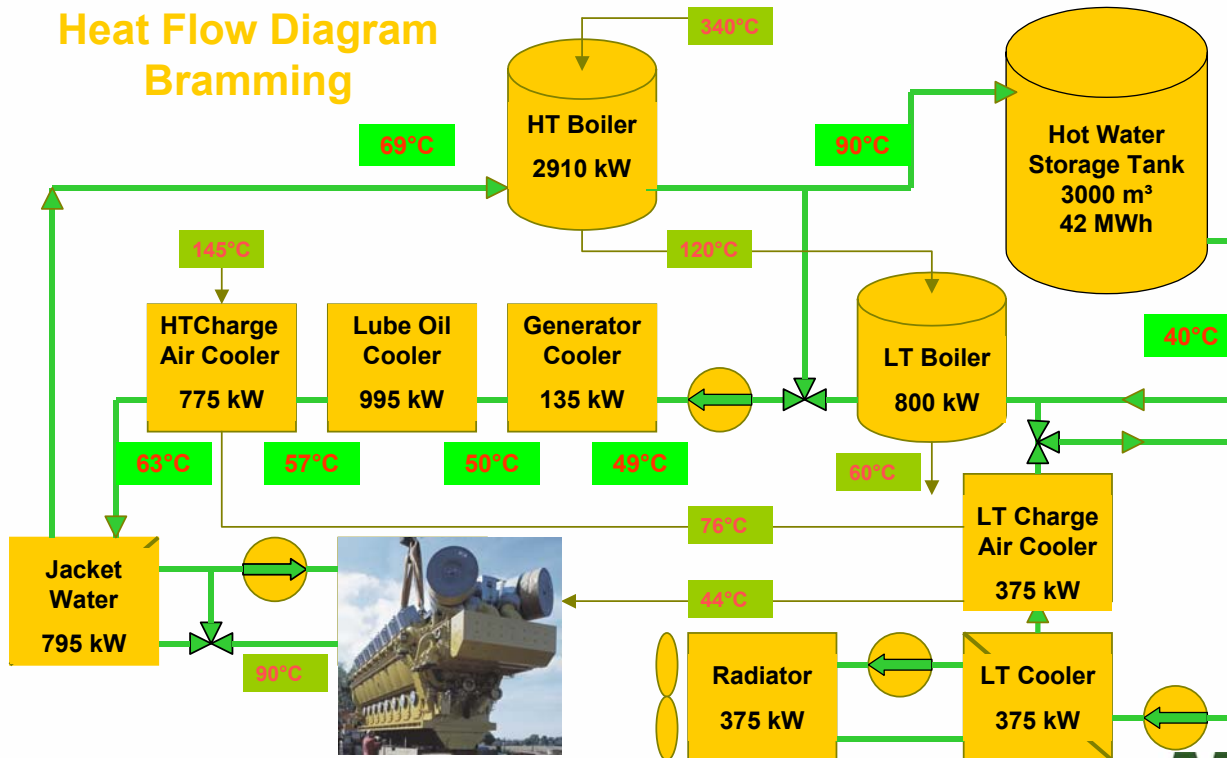 Heat Flow Diagram
Bramming
340°C
HT Boiler
2910 kW
69°C
90°C
Hot Water
Storage Tank
3000 m³
42 MWh
145°C
120°C
HTCharge
Air Cooler
775 kW
Lube Oil
Cooler
995 kW
Generator
Cooler
135 kW
LT Boiler
800 kW
40°C
63°C
57°C
50°C
49°C
60°C
76°C
LT Charge
Air Cooler
375 kW
Jacket
Water
795 kW
44°C
90°C
Radiator
375 kW
LT Cooler
375 kW